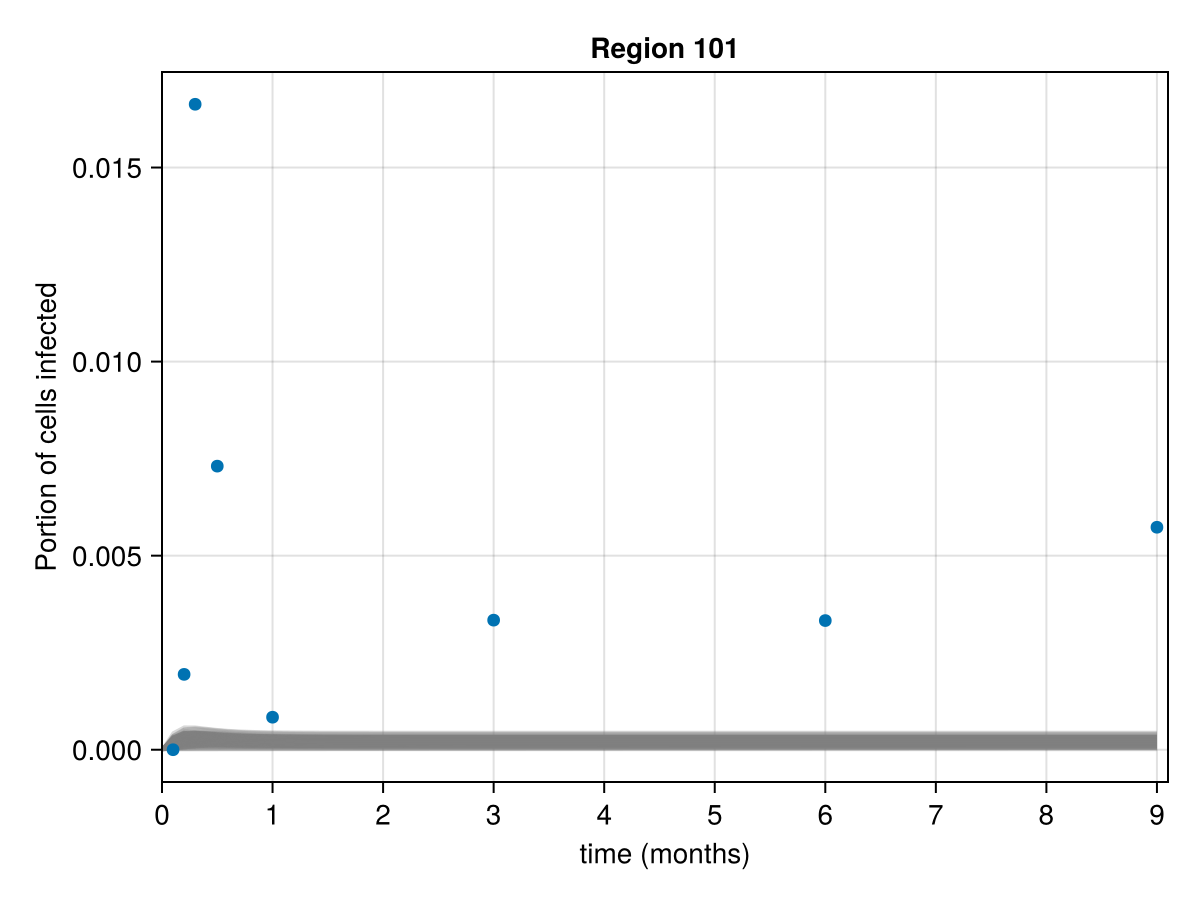 Region 101
Portion of cells infected
0.015
0.010
0.005
0.000
0 1 2 3 4 5 6 7 8 9
time (months)